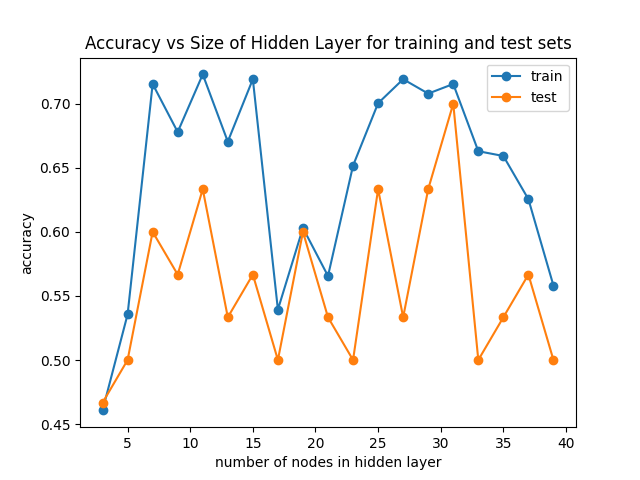 Accuracy vs Size of Hidden Layer for training and test sets
train
test
0.70
0.65
0.60
0.55
0.50
0.45
accuracy
5 10 15 20 25 30 35 40
number of nodes in hidden layer